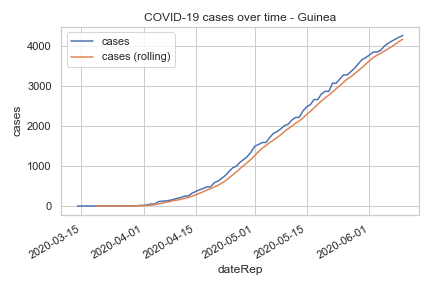 COVID-19 cases over time - Guinea
cases
cases (rolling)
4000
3000
2000
1000
0
cases
2020-03-15
2020-04-01
2020-04-15
2020-05-01
2020-05-15
2020-06-01
dateRep